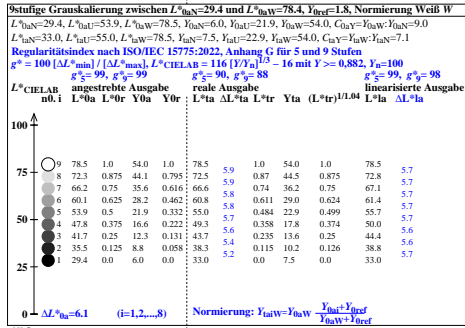 9stufige Grauskalierung zwischen L*0aN=29.4 und L*0aW=78.4, Y0ref=1.8, Normierung Weiß W
L*0aN=29.4, L*0aU=53.9, L*0aW=78.5, Y0aN=6.0, Y0aU=21.9, Y0aW=54.0, C0aY=Y0aW:Y0aN=9.0
L*taN=33.0, L*taU=55.0, L*taW=78.5, YtaN=7.5, YtaU=22.9, YtaW=54.0, CtaY=YtaW:YtaN=7.1
Regularitätsindex nach ISO/IEC 15775:2022, Anhang G für 5 und 9 Stufen
g* = 100 [ΔL*min] / [ΔL*max], L*CIELAB = 116 [Y/Yn]1/3 – 16 mit Y >= 0,882, Yn=100
g*5= 99, g*9= 99 g*5= 90, g*9= 88 g*5= 99, g*9= 98
L*CIELAB angestrebte Ausgabe reale Ausgabe linearisierte Ausgabe
n0. i L*0a L*0r Y0a Y0r L*ta ΔL*ta L*tr Yta (L*tr)1/1.04 L*la ΔL*la
100
9 78.5 1.0 54.0 1.0 78.5 1.0 54.0 1.0 78.5
5.9 5.7
8 72.3 0.875 44.1 0.795 72.5 0.87 44.5 0.875 72.8
5.9 5.7
75
7 66.2 0.75 35.6 0.616 66.6 0.74 36.2 0.75 67.1
5.8 5.7
6 60.1 0.625 28.2 0.462 60.8 0.611 29.0 0.624 61.4
5.8 5.7
5 53.9 0.5 21.9 0.332 55.0 0.484 22.9 0.499 55.7
5.7 5.7
50
4 47.8 0.375 16.6 0.222 49.3 0.358 17.8 0.374 50.0
5.6 5.6
3 41.7 0.25 12.3 0.131 43.7 0.235 13.6 0.25 44.4
5.4 5.6
2 35.5 0.125 8.8 0.058 38.3 0.115 10.2 0.126 38.8
5.2 5.7
1 29.4 0.0 6.0 0.0 33.0 0.0 7.5 0.0 33.0
25
0 ΔL*0a=6.1 (i=1,2,...,8) Normierung: YtaiW=Y0aW Y0ai+Y0ref
Y0aW+Y0ref